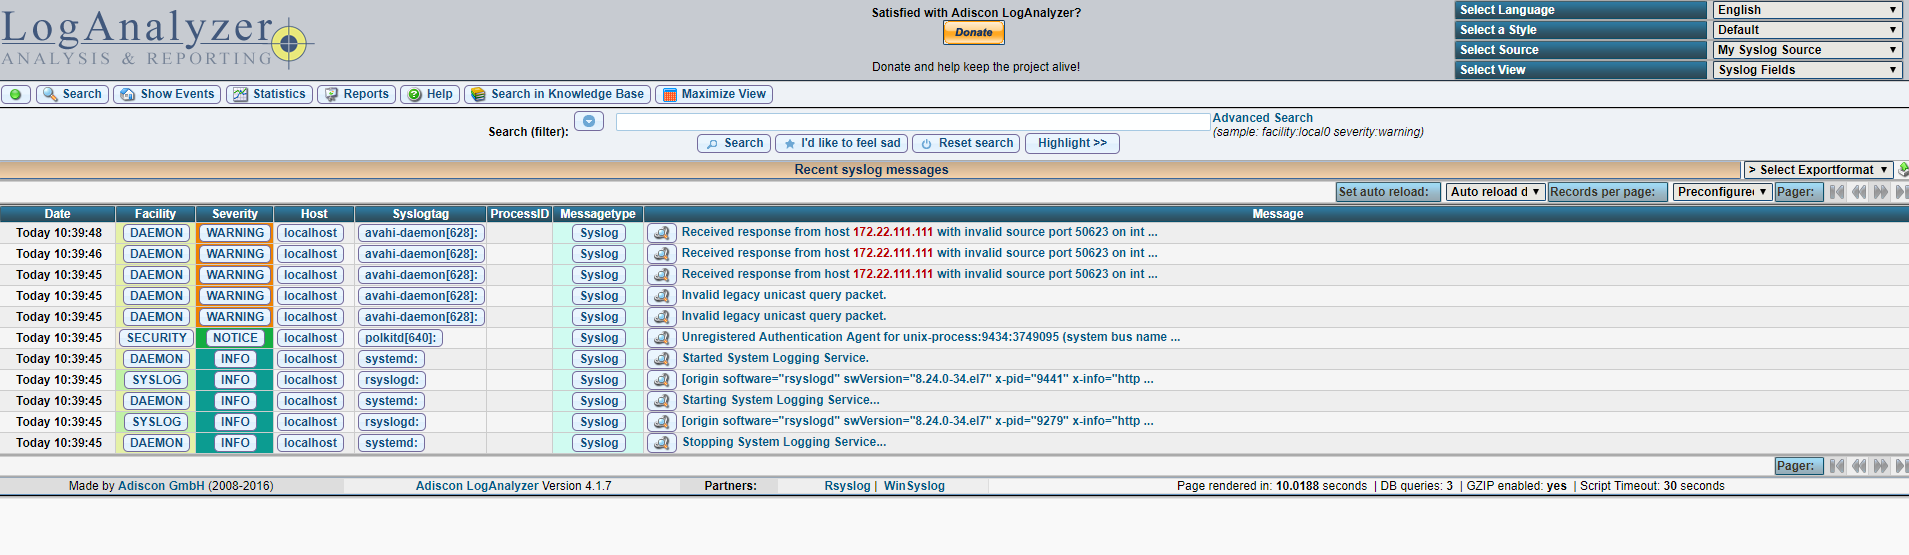 LogAnalyzer
ANALYSIS & REPORTING
Satisfied with Adiscon LogAnalyzer?
Donate
Donate and help keep the project alive!
Select Language English
Select a Style Default
Select Source My Syslog Source
Select View Syslog Fields
Search Show Events Statistics Reports Help Search in Knowledge Base Maximize View
Search (filter): Advanced Search
(sample: facility:local0 severity:warning)
Search I'd like to feel sad Reset search Highlight >>
Recent syslog messages > Select Exportformat
Set auto reload: Auto reload d Records per page: Preconfigure Pager:
Date Facility Severity Host Syslogtag ProcessID Messagetype Message
Today 10:39:48 DAEMON WARNING localhost avahi-daemon[628]: Syslog Received response from host 172.22.111.111 with invalid source port 50623 on int ...
Today 10:39:46 DAEMON WARNING localhost avahi-daemon[628]: Syslog Received response from host 172.22.111.111 with invalid source port 50623 on int ...
Today 10:39:45 DAEMON WARNING localhost avahi-daemon[628]: Syslog Received response from host 172.22.111.111 with invalid source port 50623 on int ...
Today 10:39:45 DAEMON WARNING localhost avahi-daemon[628]: Syslog Invalid legacy unicast query packet.
Today 10:39:45 DAEMON WARNING localhost avahi-daemon[628]: Syslog Invalid legacy unicast query packet.
Today 10:39:45 SECURITY NOTICE localhost polkitd[640]: Syslog Unregistered Authentication Agent for unix-process:9434:3749095 (system bus name ...
Today 10:39:45 DAEMON INFO localhost systemd: Syslog Started System Logging Service.
Today 10:39:45 SYSLOG INFO localhost rsyslogd: Syslog [origin software="rsyslogd" swVersion="8.24.0-34.el7" x-pid="9441" x-info="http ...
Today 10:39:45 DAEMON INFO localhost systemd: Syslog Starting System Logging Service...
Today 10:39:45 SYSLOG INFO localhost rsyslogd: Syslog [origin software="rsyslogd" swVersion="8.24.0-34.el7" x-pid="9279" x-info="http ...
Today 10:39:45 DAEMON INFO localhost systemd: Syslog Stopping System Logging Service...
Pager:
Made by Adiscon GmbH (2008-2016) Adiscon LogAnalyzer Version 4.1.7 Partners: Rsyslog | WinSyslog Page rendered in: 10.0188 seconds | DB queries: 3 | GZIP enabled: yes | Script Timeout: 30 seconds